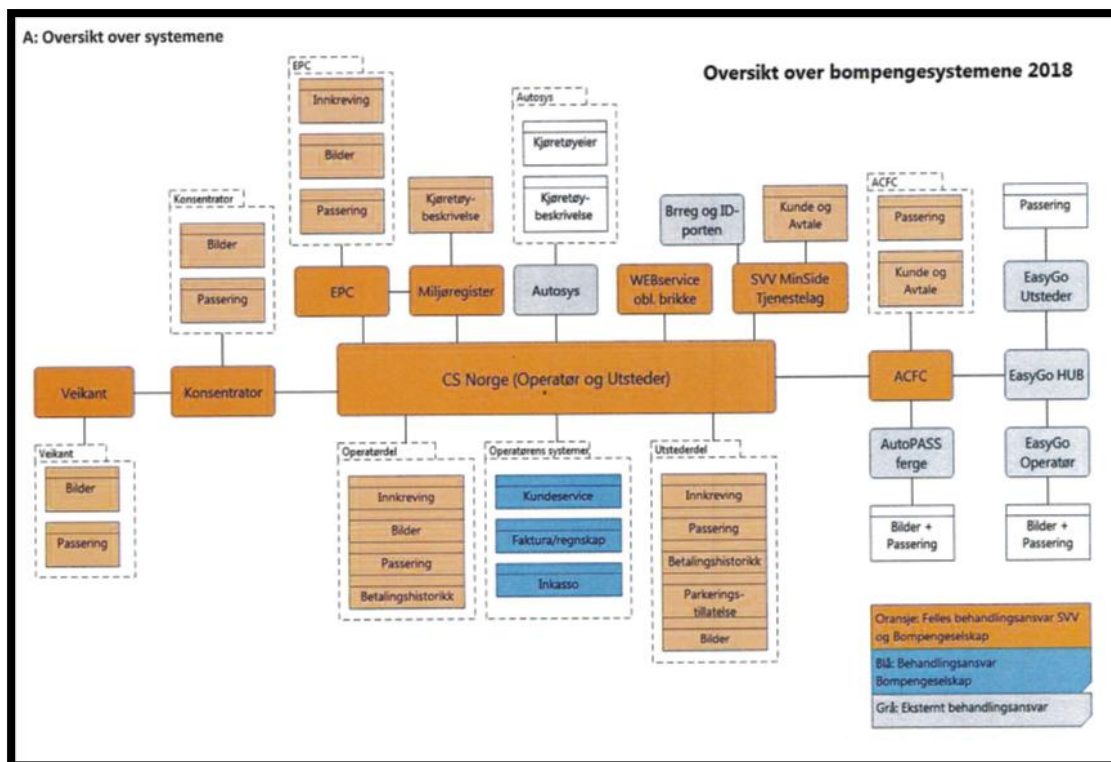 A: Oversikt over systemene
Oversikt over bompengesystemene 2018
EPC
Innkreving
Bilder
Passering
Autosys
Kjøretøyeier
Kjøretøy-
beskrivelse
Konsentrator
Bilder
Passering
Kjøretøy-
beskrivelse
Brreg og ID-
porten
Kunde og
Avtale
ACFC
Passering
Kunde og
Avtale
Passering
EPC
Miljøregister
Autosys
WEBservice
obl. brikke
SVV MinSide
Tjenestelag
EasyGo
Utsteder
Veikant
Konsentrator
CS Norge (Operatør og Utsteder)
ACFC
EasyGo HUB
Veikant
Bilder
Passering
Operatørdel
Innkreving
Bilder
Passering
Betalingshistorikk
Operatørens systemer
Kundeservice
Faktura/regnskap
Inkasso
Utstederdel
Innkreving
Passering
Betalingshistorikk
Parkerings-
tillatelse
Bilder
AutoPASS
ferge
EasyGo
Operatør
Bilder +
Passering
Bilder +
Passering
Oransje: Felles behandlingsansvar SVV
og Bompengeselskap
Blå: Behandlingsansvar
Bompengeselskap
Grå: Eksternt behandlingsansvar